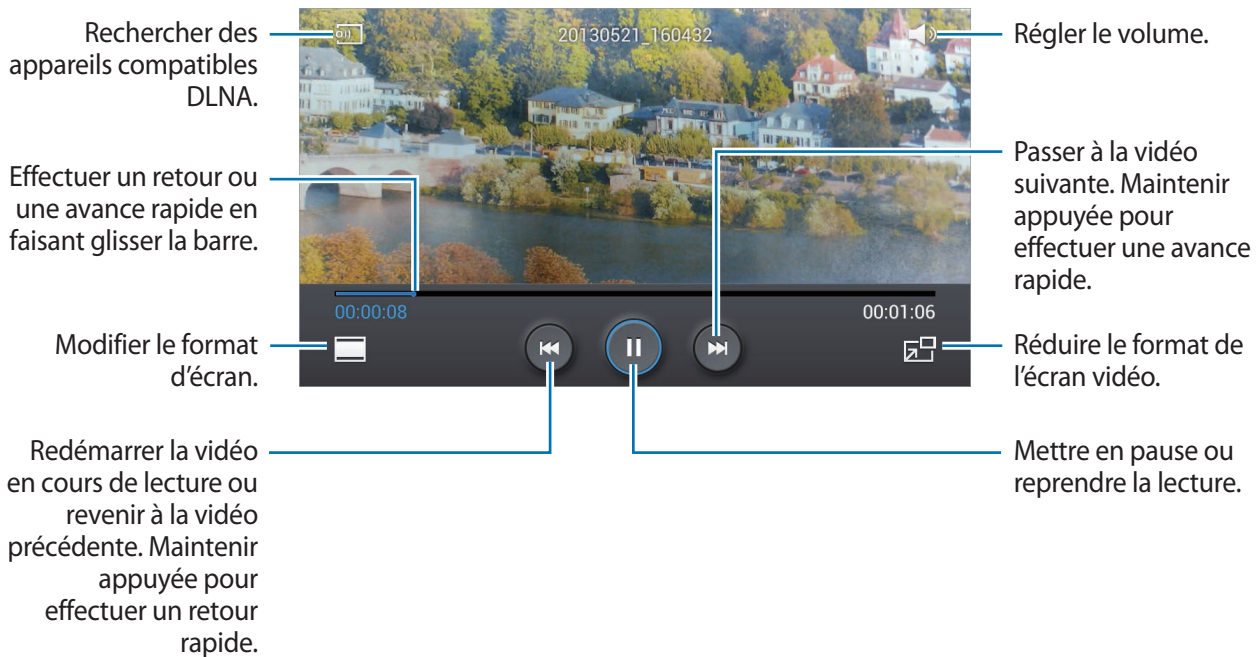 Rechercher des
appareils compatibles
DLNA.
20130521_160432
Régler le volume.
Effectuer un retour ou
une avance rapide en
faisant glisser la barre.
Passer à la vidéo
suivante. Maintenir
appuyée pour
effectuer une avance
rapide.
00:00:08
00:01:06
Modifier le format
d'écran.
Réduire le format de
l'écran vidéo.
Redémarrer la vidéo
en cours de lecture ou
revenir à la vidéo
précédente. Maintenir
appuyée pour
effectuer un retour
rapide.
Mettre en pause ou
reprendre la lecture.